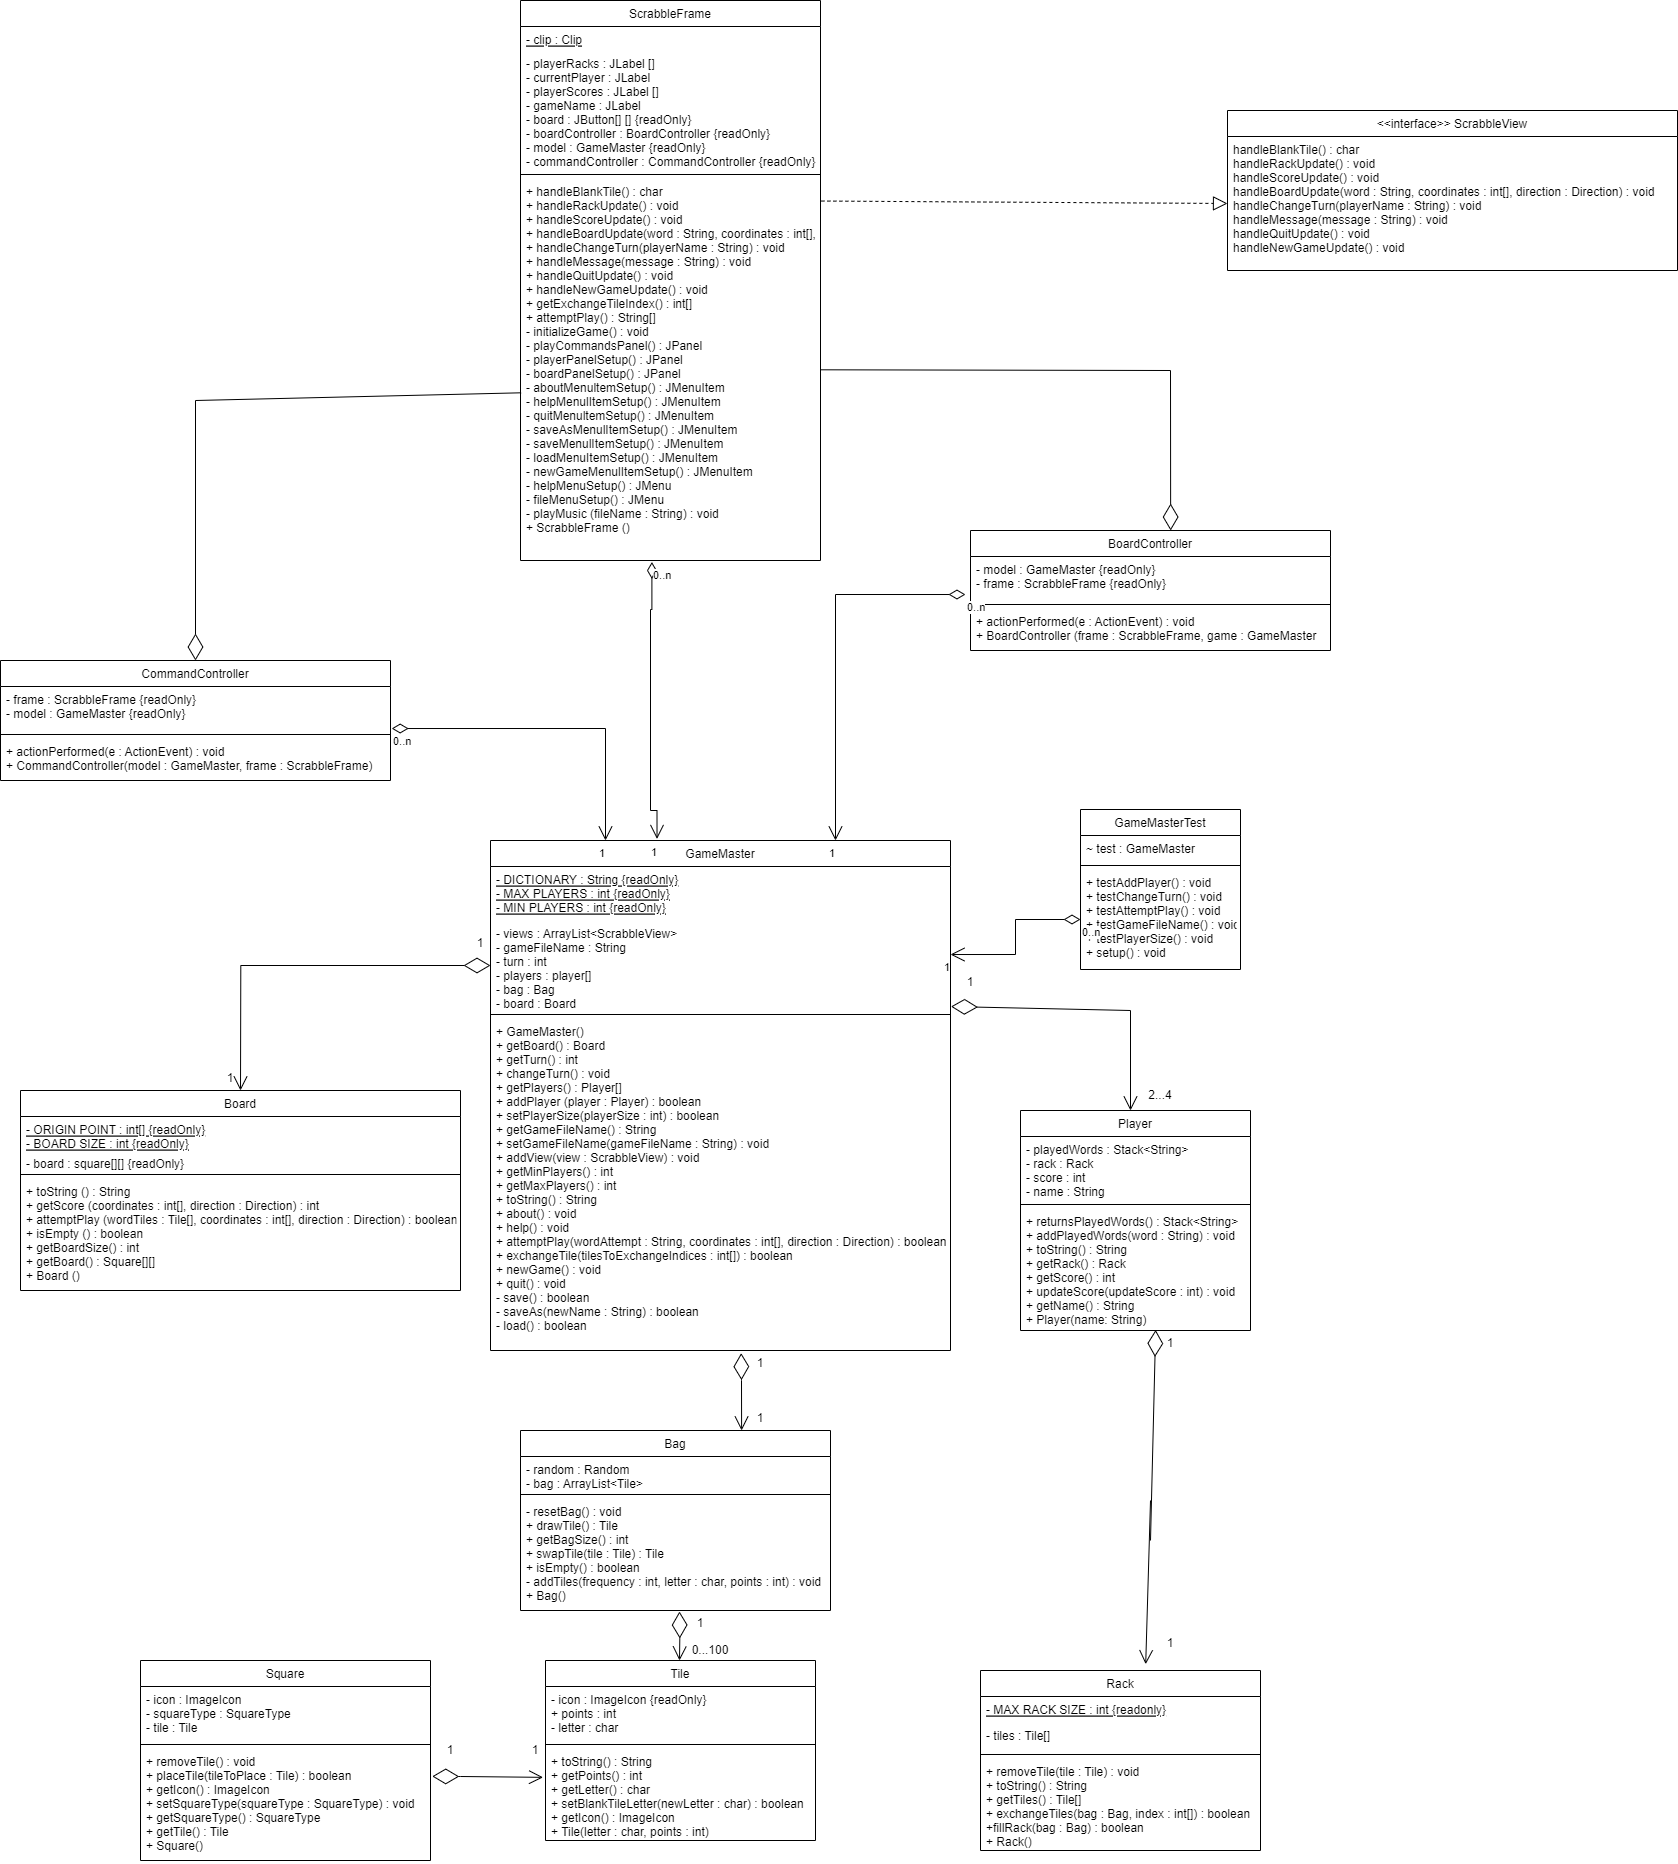 ScrabbleFrame
- clip : Clip
- playerRacks : JLabel []
- currentPlayer : JLabel
- playerScores : JLabel []
- gameName : JLabel
- board : JButton[] [] {readOnly}
- boardController : BoardController {readOnly}
- model : GameMaster {readOnly}
- commandController : CommandController {readOnly}
+ handleBlankTile() : char
+ handleRackUpdate() : void
+ handleScoreUpdate() : void
+ handleBoardUpdate(word : String, coordinates : int[],
+ handleChangeTurn(playerName : String) : void
+ handleMessage(message : String) : void
+ handleQuitUpdate() : void
+ handleNewGameUpdate() : void
+ getExchangeTileIndex() : int[]
+ attemptPlay() : String[]
- initializeGame() : void
- playCommandsPanel() : JPanel
- playerPanelSetup() : JPanel
- boardPanelSetup() : JPanel
- aboutMenuItemSetup() : JMenuItem
- helpMenuItemSetup() : JMenuItem
- quitMenuItemSetup() : JMenuItem
- saveAsMenuItemSetup() : JMenuItem
- saveMenuItemSetup() : JMenuItem
- loadMenuItemSetup() : JMenuItem
- newGameMenuItemSetup() : JMenuItem
- helpMenuSetup() : JMenu
- fileMenuSetup() : JMenu
- playMusic (fileName : String) : void
+ ScrabbleFrame ()
0..n
<<interface>> ScrabbleView
handleBlankTile() : char
handleRackUpdate() : void
handleScoreUpdate() : void
handleBoardUpdate(word : String, coordinates : int[], direction : Direction) : void
handleChangeTurn(playerName : String) : void
handleMessage(message : String) : void
handleQuitUpdate() : void
handleNewGameUpdate() : void
BoardController
- model : GameMaster {readOnly}
- frame : ScrabbleFrame {readOnly}
0..n
+ actionPerformed(e : ActionEvent) : void
+ BoardController (frame : ScrabbleFrame, game : GameMaster
CommandController
- frame : ScrabbleFrame {readOnly}
- model : GameMaster {readOnly}
0..n
+ actionPerformed(e : ActionEvent) : void
+ CommandController(model : GameMaster, frame : ScrabbleFrame)
GameMasterTest
~ test : GameMaster
+ testAddPlayer() : void
+ testChangeTurn() : void
+ testAttemptPlay() : void
+ testGameFileName() : void
0..n
testPlayerSize() : void
+ setup() : void
1
1
1 1 GameMaster 1
- DICTIONARY : String {readOnly}
- MAX PLAYERS : int {readOnly}
- MIN PLAYERS : int {readOnly}
- views : ArrayList<ScrabbleView>
- gameFileName : String
- turn : int
- players : player[]
- bag : Bag
- board : Board
+ GameMaster()
+ getBoard() : Board
+ getTurn() : int
+ changeTurn() : void
+ getPlayers() : Player[]
+ addPlayer (player : Player) : boolean
+ setPlayerSize(playerSize : int) : boolean
+ getGameFileName() : String
+ setGameFileName(gameFileName : String) : void
+ addView(view : ScrabbleView) : void
+ getMinPlayers() : int
+ getMaxPlayers() : int
+ toString() : String
+ about() : void
+ help() : void
+ attemptPlay(wordAttempt : String, coordinates : int[], direction : Direction) : boolean
+ exchangeTile(tilesToExchangeIndices : int[]) : boolean
+ newGame() : void
+ quit() : void
- save() : boolean
- saveAs(newName : String) : boolean
- load() : boolean
1
1
Board
- ORIGIN POINT : int[] {readOnly}
- BOARD SIZE : int {readOnly}
- board : square[][] {readOnly}
+ toString () : String
+ getScore (coordinates : int[], direction : Direction) : int
+ attemptPlay (wordTiles : Tile[], coordinates : int[], direction : Direction) : boolean
+ isEmpty () : boolean
+ getBoardSize() : int
+ getBoard() : Square[][]
+ Board ()
2...4
Player
- playedWords : Stack<String>
- rack : Rack
- score : int
- name : String
+ returnsPlayedWords() : Stack<String>
+ addPlayedWords(word : String) : void
+ toString() : String
+ getRack() : Rack
+ getScore() : int
+ updateScore(updateScore : int) : void
+ getName() : String
+ Player(name: String)
1
1
1
1
Bag
- random : Random
- bag : ArrayList<Tile>
- resetBag() : void
+ drawTile() : Tile
+ getBagSize() : int
+ swapTile(tile : Tile) : Tile
+ isEmpty() : boolean
- addTiles(frequency : int, letter : char, points : int) : void
+ Bag()
1
0...100
Square
- icon : ImageIcon
- squareType : SquareType
- tile : Tile
+ removeTile() : void
+ placeTile(tileToPlace : Tile) : boolean
+ getIcon() : ImageIcon
+ setSquareType(squareType : SquareType) : void
+ getSquareType() : SquareType
+ getTile() : Tile
+ Square()
1
1
Tile
- icon : ImageIcon {readOnly}
+ points : int
- letter : char
+ toString() : String
+ getPoints() : int
+ getLetter() : char
+ setBlankTileLetter(newLetter : char) : boolean
+ getIcon() : ImageIcon
+ Tile(letter : char, points : int)
Rack
- MAX RACK SIZE : int {readonly}
- tiles : Tile[]
+ removeTile(tile : Tile) : void
+ toString() : String
+ getTiles() : Tile[]
+ exchangeTiles(bag : Bag, index : int[]) : boolean
+fillRack(bag : Bag) : boolean
+ Rack()